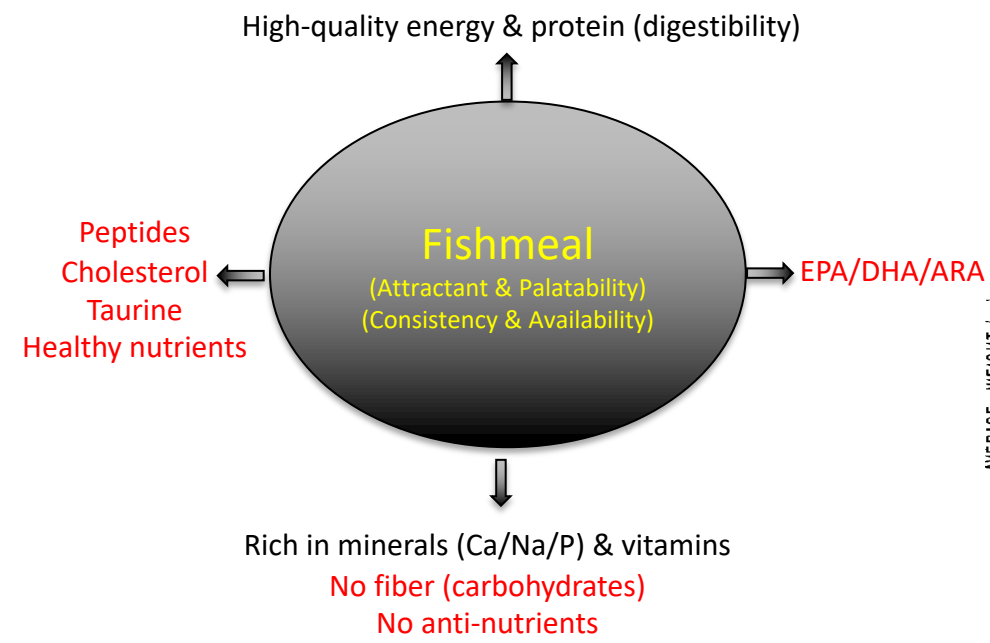 High-quality energy & protein (digestibility)
Peptides
Cholesterol
Taurine
Healthy nutrients
Fishmeal
(Attractant & Palatability)
(Consistency & Availability)
EPA/DHA/ARA
Rich in minerals (Ca/Na/P) & vitamins
No fiber (carbohydrates)
No anti-nutrients